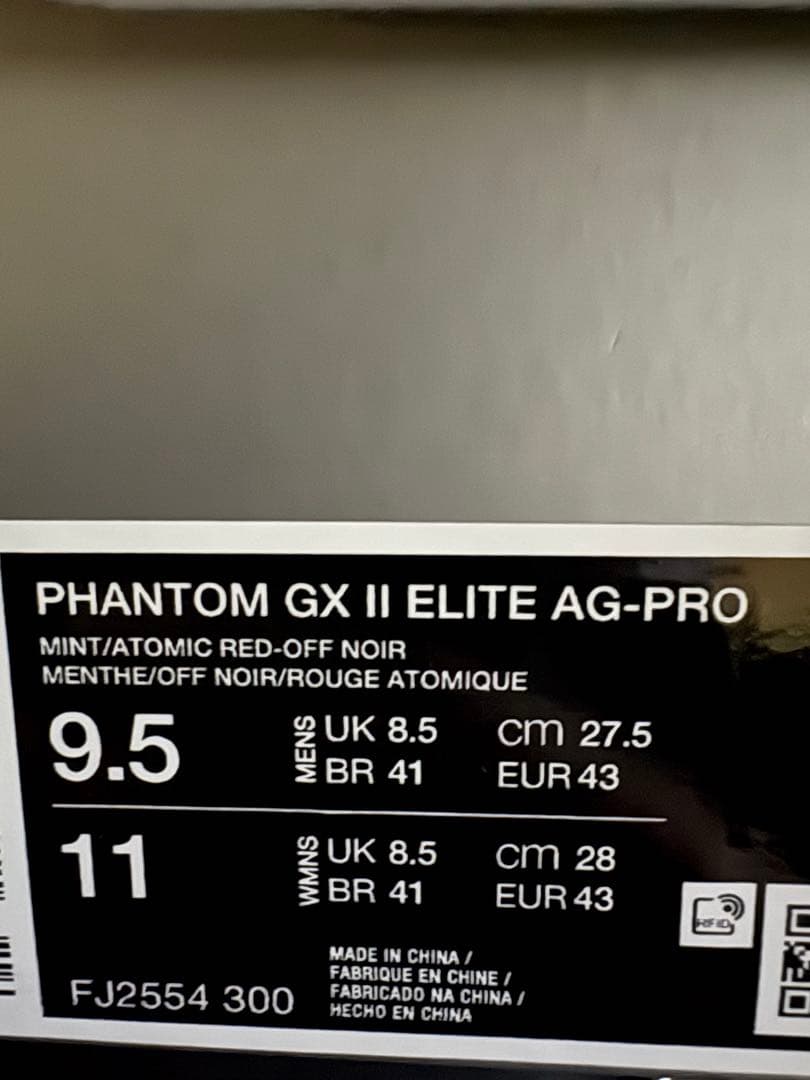 PHANTOM GX II ELITE AG-PRO
MINT/ATOMIC RED-OFF NOIR
MENTHE/OFF NOIR/ROUGE ATOMIQUE
9.5 MENS UK 8.5 cm 27.5
BR 41 EUR 43
11 WMNS UK 8.5 cm 28
BR 41 EUR 43
RFID
MADE IN CHINA /
FABRIQUE EN CHINE /
FJ2554 300 FABRICADO NA CHINA /
HECHO EN CHINA